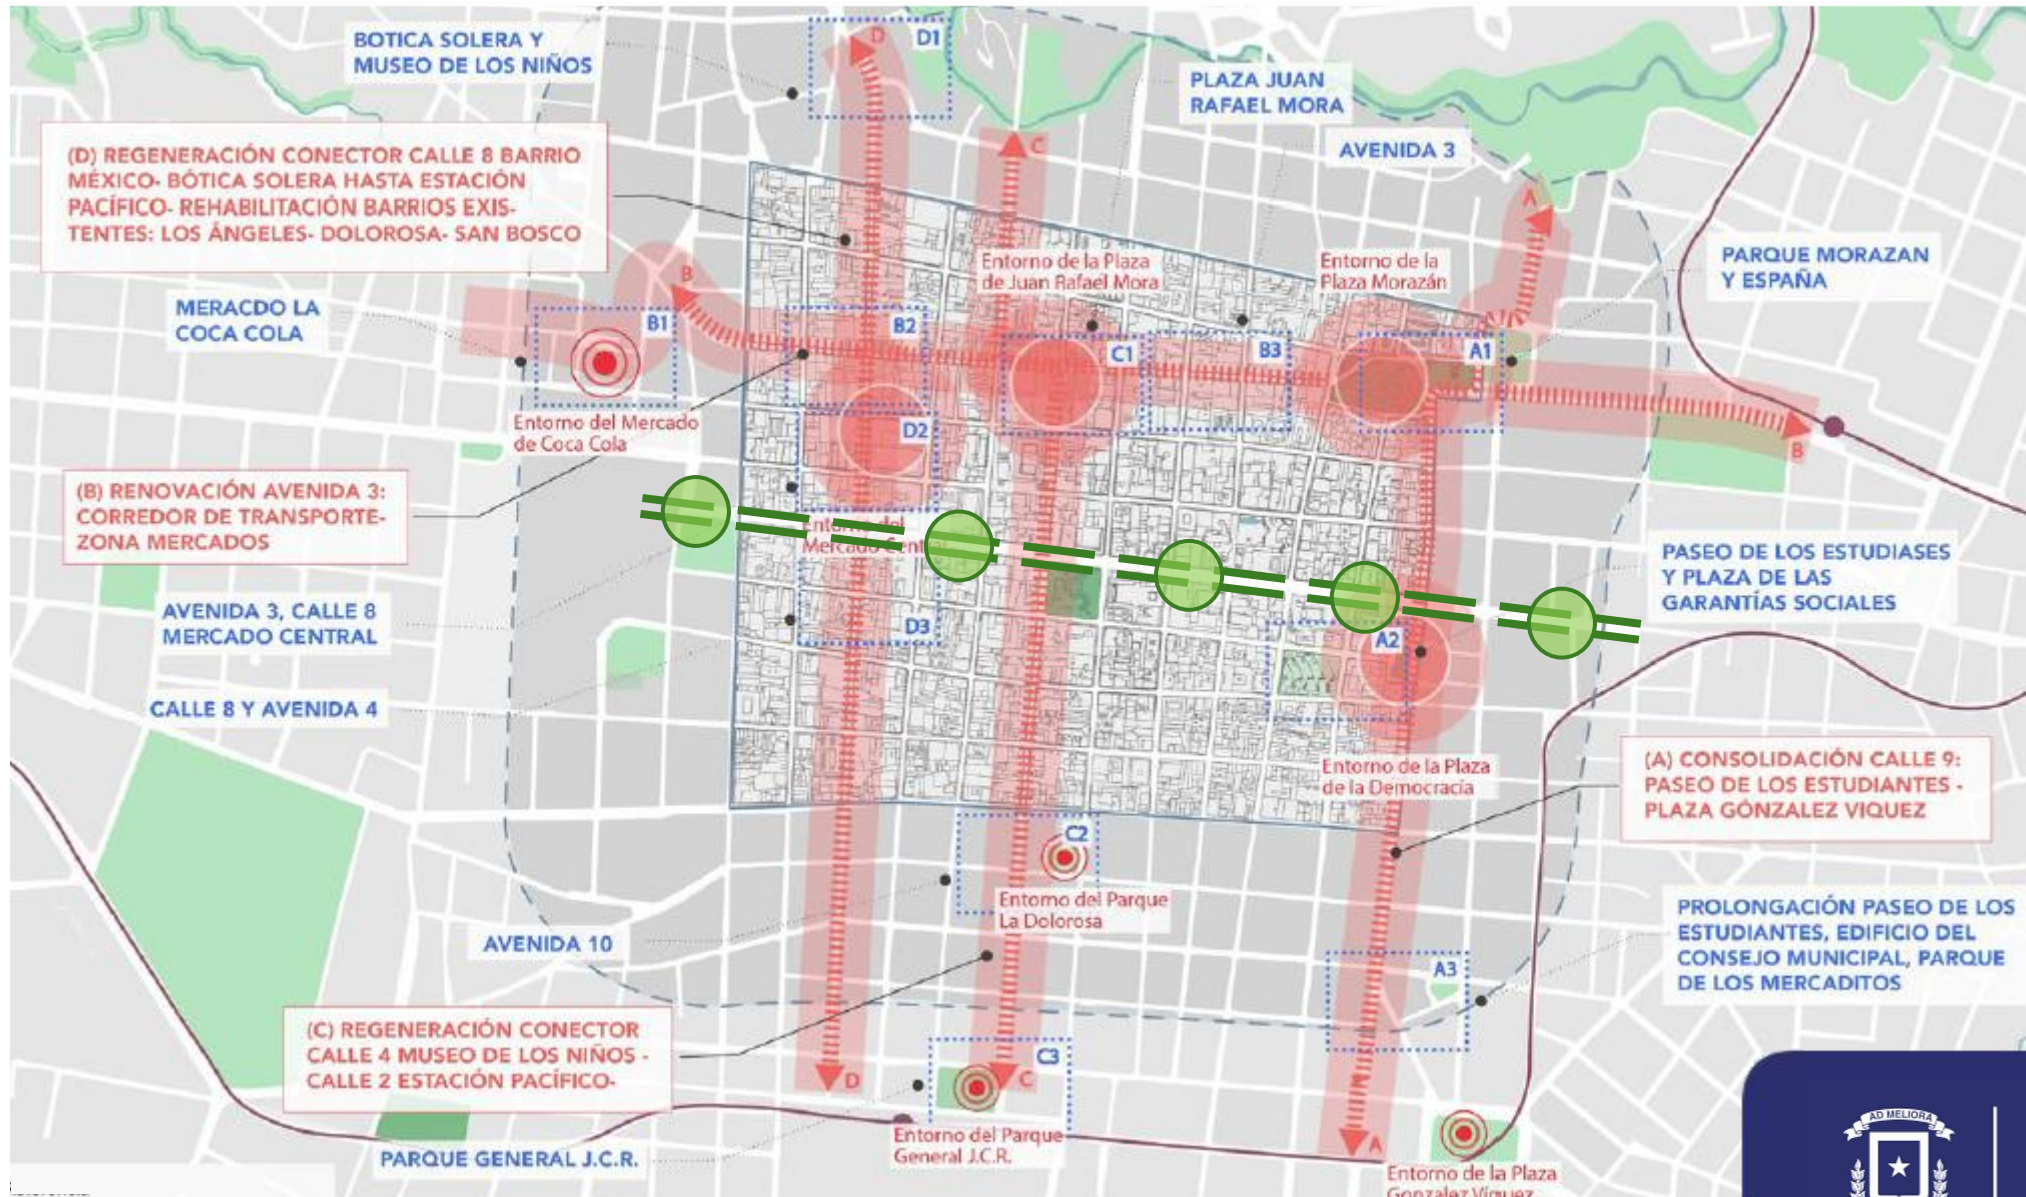 BOTICA SOLERA Y
MUSEO DE LOS NIÑOS
D
D1
PLAZA JUAN
RAFAEL MORA
AVENIDA 3
C
(D) REGENERACIÓN CONECTOR CALLE 8 BARRIO
MÉXICO- BÓTICA SOLERA HASTA ESTACIÓN
PACÍFICO- REHABILITACIÓN BARRIOS EXIS-
TENTES: LOS ÁNGELES- DOLOROSA- SAN BOSCO
A
PARQUE MORAZAN
Y ESPAÑA
Entorno de la Plaza
de Juan Rafael Mora
Entorno de la
Plaza Morazán
B
MERACDO LA
COCA COLA
B1
B2
C1
B3
A1
Entorno del Mercado
de Coca Cola
D2
B
(B) RENOVACIÓN AVENIDA 3:
CORREDOR DE TRANSPORTE-
ZONA MERCADOS
Entorno del
Mercado Central
PASEO DE LOS ESTUDIASES
Y PLAZA DE LAS
GARANTÍAS SOCIALES
AVENIDA 3, CALLE 8
MERCADO CENTRAL
D3
A2
CALLE 8 Y AVENIDA 4
Entorno de la Plaza
de la Democracía
(A) CONSOLIDACIÓN CALLE 9:
PASEO DE LOS ESTUDIANTES -
PLAZA GÓNZALEZ VIQUEZ
C2
Entorno del Parque
La Dolorosa
AVENIDA 10
PROLONGACIÓN PASEO DE LOS
ESTUDIANTES, EDIFICIO DEL
CONSEJO MUNICIPAL, PARQUE
DE LOS MERCADITOS
A3
(C) REGENERACIÓN CONECTOR
CALLE 4 MUSEO DE LOS NIÑOS -
CALLE 2 ESTACIÓN PACÍFICO-
C3
D
C
Entorno del Parque
General J.C.R.
PARQUE GENERAL J.C.R.
A
Entorno de la Plaza
Gonzalez Víquez
AD MELIORA